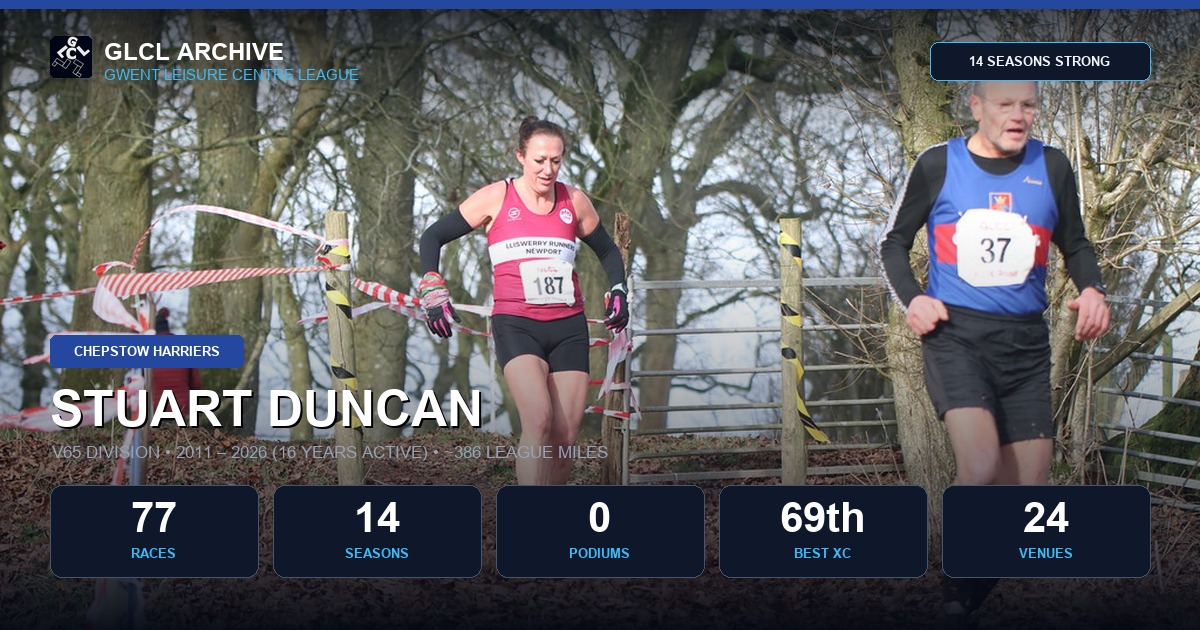 GLCL ARCHIVE
GWENT LEISURE CENTRE LEAGUE
14 SEASONS STRONG
LLISWERRY RUNNERS
NEWPORT
187
GLCL
37
CHEPSTOW HARRIERS
STUART DUNCAN
V65 DIVISION • 2011 – 2026 (16 YEARS ACTIVE) • ~386 LEAGUE MILES
77
RACES
14
SEASONS
0
PODIUMS
69th
BEST XC
24
VENUES